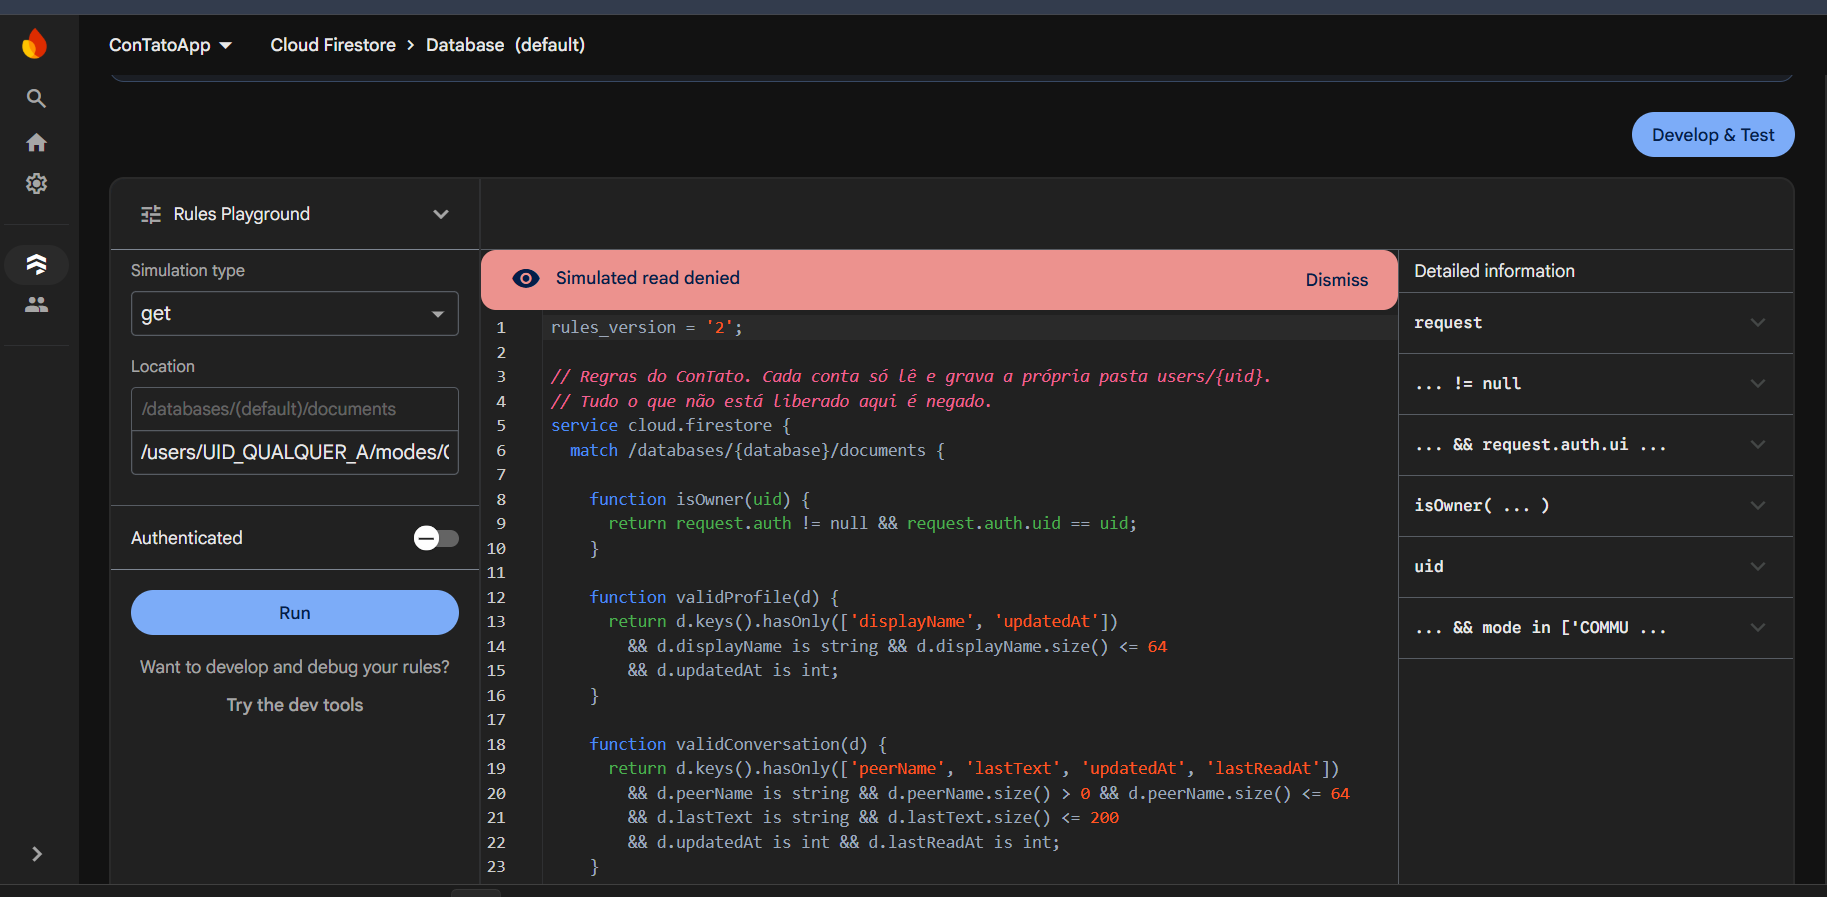 ConTatoApp
Cloud Firestore > Database (default)
Develop & Test
Rules Playground
Simulation type
get
Location
/databases/(default)/documents
/users/UID_QUALQUER_A/modes/
Authenticated
Run
Want to develop and debug your rules?
Try the dev tools
Simulated read denied
Dismiss
1 rules_version = '2';
2
3 // Regras do ConTato. Cada conta só lê e grava a própria pasta users/{uid}.
4 // Tudo o que não está liberado aqui é negado.
5 service cloud.firestore {
6 match /databases/{database}/documents {
7
8 function isOwner(uid) {
9 return request.auth != null && request.auth.uid == uid;
10 }
11
12 function validProfile(d) {
13 return d.keys().hasOnly(['displayName', 'updatedAt'])
14 && d.displayName is string && d.displayName.size() <= 64
15 && d.updatedAt is int;
16 }
17
18 function validConversation(d) {
19 return d.keys().hasOnly(['peerName', 'lastText', 'updatedAt', 'lastReadAt'])
20 && d.peerName is string && d.peerName.size() > 0 && d.peerName.size() <= 64
21 && d.lastText is string && d.lastText.size() <= 200
22 && d.updatedAt is int && d.lastReadAt is int;
23 }
Detailed information
request
... != null
... && request.auth.ui ...
isOwner( ... )
uid
... && mode in ['COMMU ...